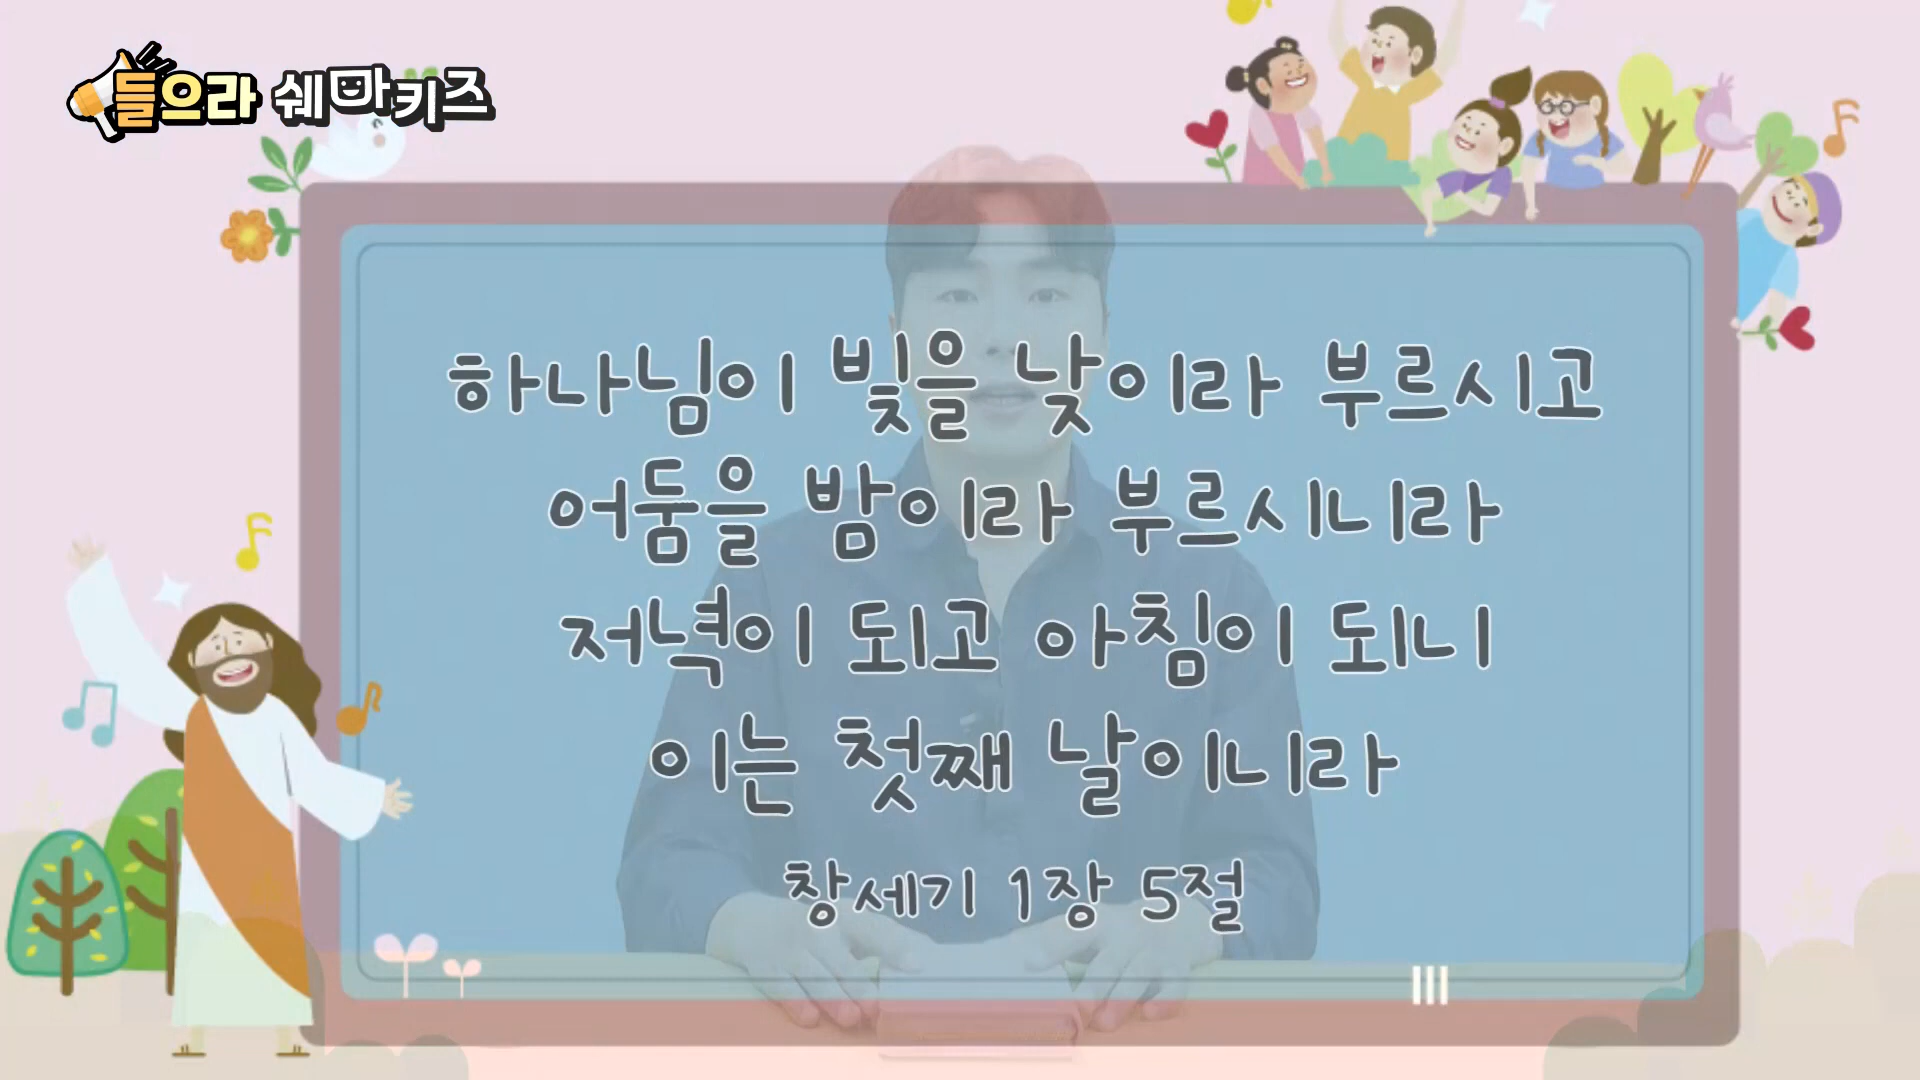 들으라 쉐마키즈
하나님이 빛을 낮이라 부르시고
어둠을 밤이라 부르시니라
저녁이 되고 아침이 되니
이는 첫째 날이니라
창세기 1장 5절